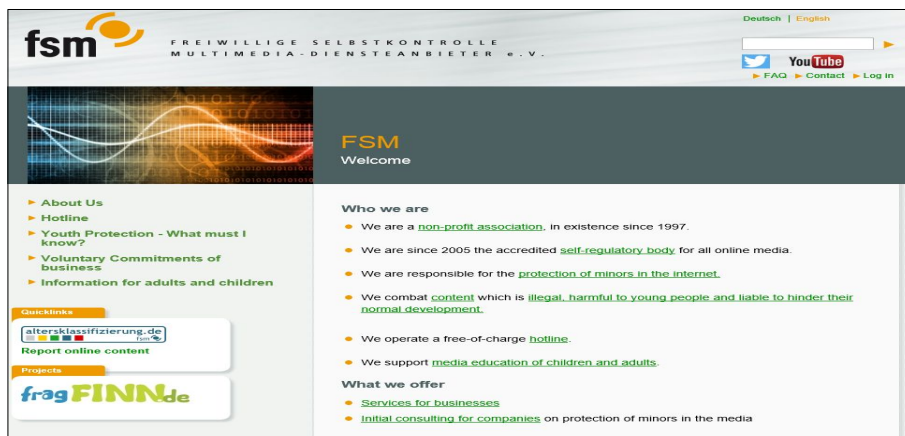 Deutsch | English
fsm
FREIWILLIGE SELBSTKONTROLLE
MULTIMEDIA-DIENSTEANBIETER e.V.
YouTube
FAQ Contact Log in
FSM
Welcome
About Us
Hotline
Youth Protection - What must I
know?
Voluntary Commitments of
business
Information for adults and children
Quicklinks
altersklassifizierung.de
fsm
Report online content
Projects
fragFINN.de
Who we are
We are a non-profit association, in existence since 1997.
We are since 2005 the accredited self-regulatory body for all online media.
We are responsible for the protection of minors in the internet.
We combat content which is illegal, harmful to young people and liable to hinder their
normal development.
We operate a free-of-charge hotline.
We support media education of children and adults.
What we offer
Services for businesses
Initial consulting for companies on protection of minors in the media